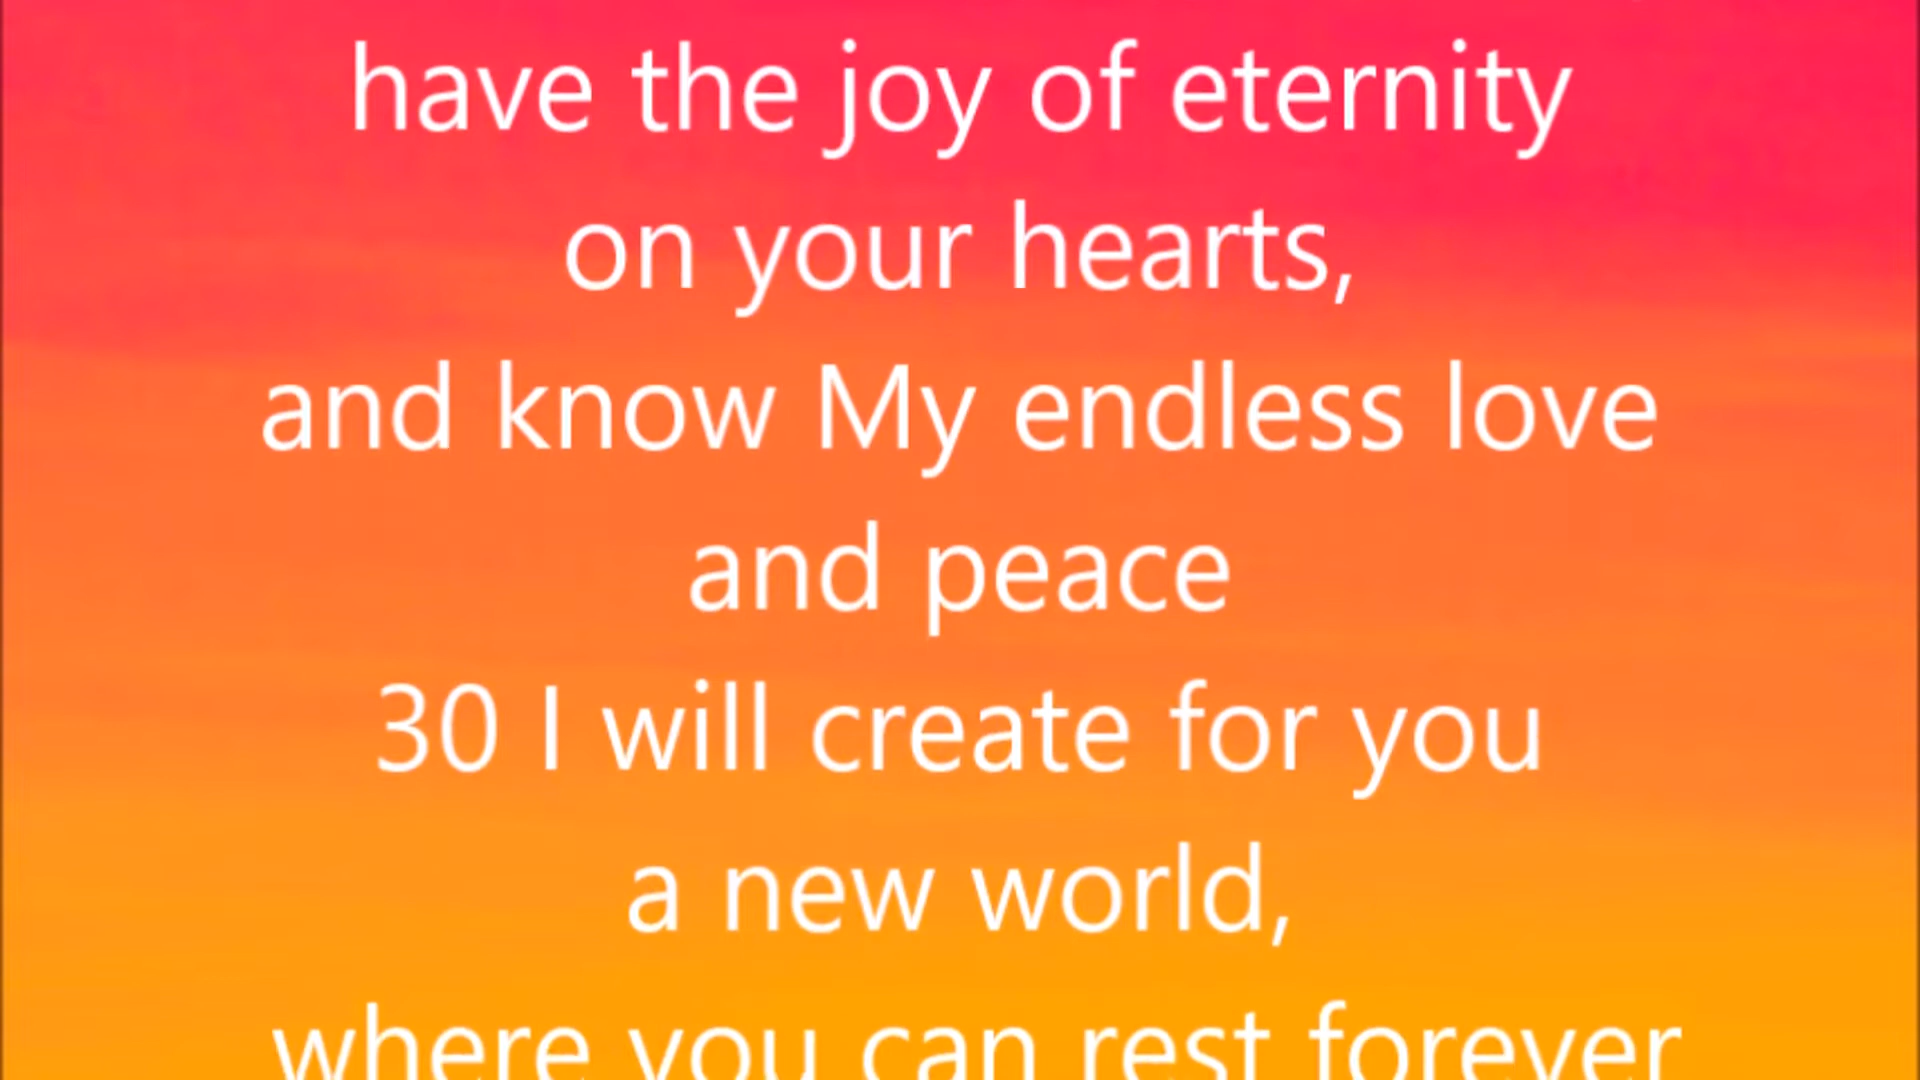 have the joy of eternity
on your hearts,
and know My endless love
and peace
30 I will create for you
a new world,
where you can rest forever